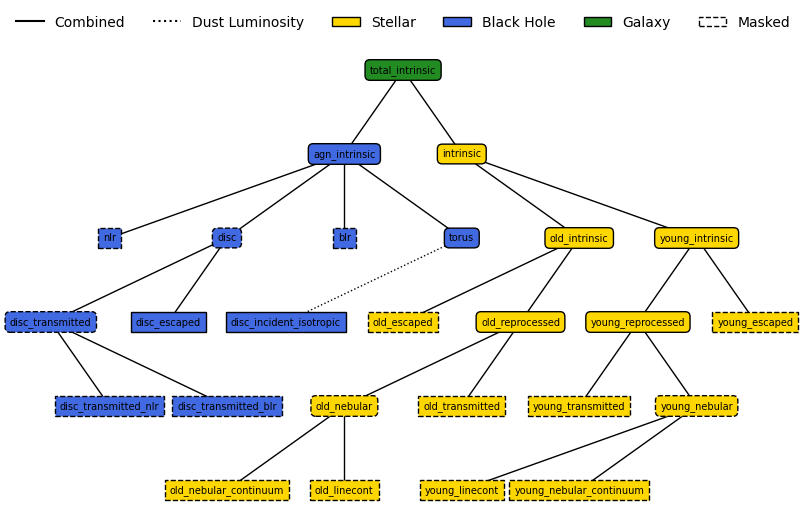 Combined Dust Luminosity Stellar Black Hole Galaxy Masked
total_intrinsic
agn_intrinsic intrinsic
nlr disc blr torus old_intrinsic young_intrinsic
disc_transmitted disc_escaped disc_incident_isotropic old_escaped old_reprocessed young_reprocessed young_escaped
disc_transmitted_nlr disc_transmitted_blr old_nebular old_transmitted young_transmitted young_nebular
old_nebular_continuum old_linecont young_linecont young_nebular_continuum